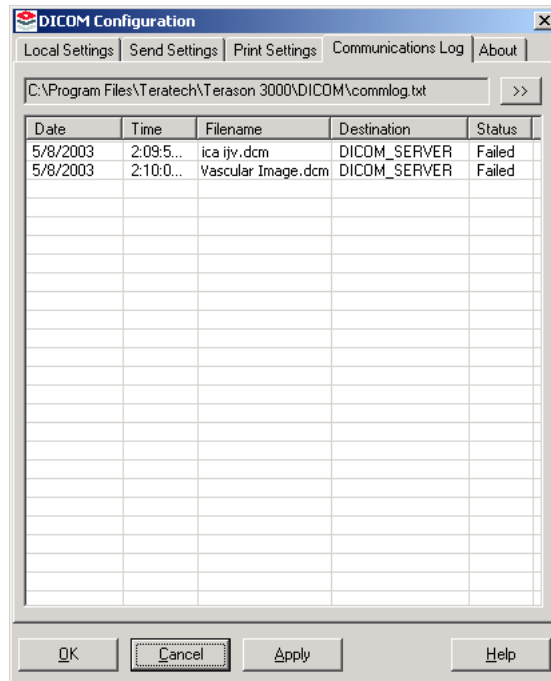 DICOM Configuration
Local Settings Send Settings Print Settings Communications Log About
C:\Program Files\Teratech\Terason 3000\DICOM\commlog.txt >>
Date Time Filename Destination Status
5/8/2003 2:09:5... ica ijv.dcm DICOM_SERVER Failed
5/8/2003 2:10:0... Vascular Image.dcm DICOM_SERVER Failed
OK Cancel Apply Help